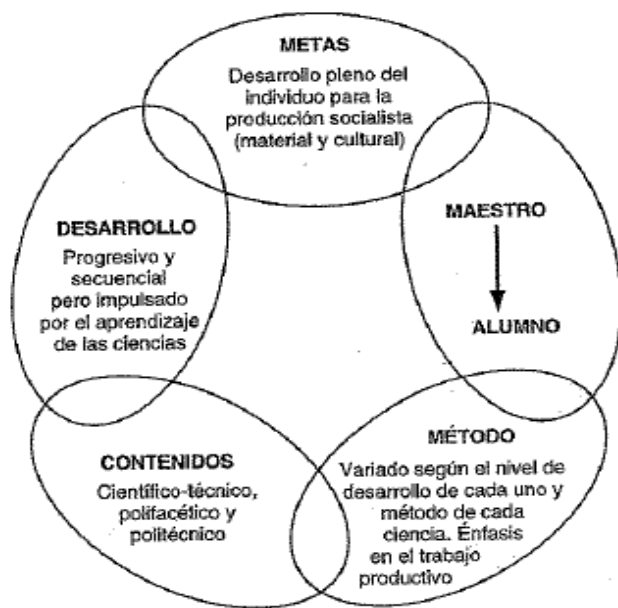 METAS
Desarrollo pleno del
individuo para la
producción socialista
(material y cultural)
MAESTRO
ALUMNO
MÉTODO
Variado según el nivel de
desarrollo de cada uno y
método de cada
ciencia. Énfasis
en el trabajo
productivo
CONTENIDOS
Científico-técnico,
polifacético y
politécnico
DESARROLLO
Progresivo y
secuencial
pero impulsado
por el aprendizaje
de las ciencias